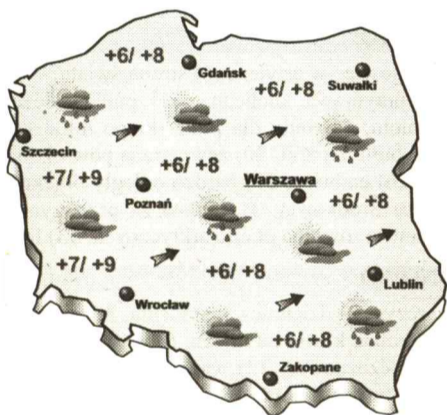 +6/ +8
Gdańsk
+6/ +8
Suwałki
Szczecin
+7/ +9
+6/ +8
Poznań
Warszawa
+6/ +8
+7/ +9
+6/ +8
Lublin
Wrocław
+6/ +8
Zakopane